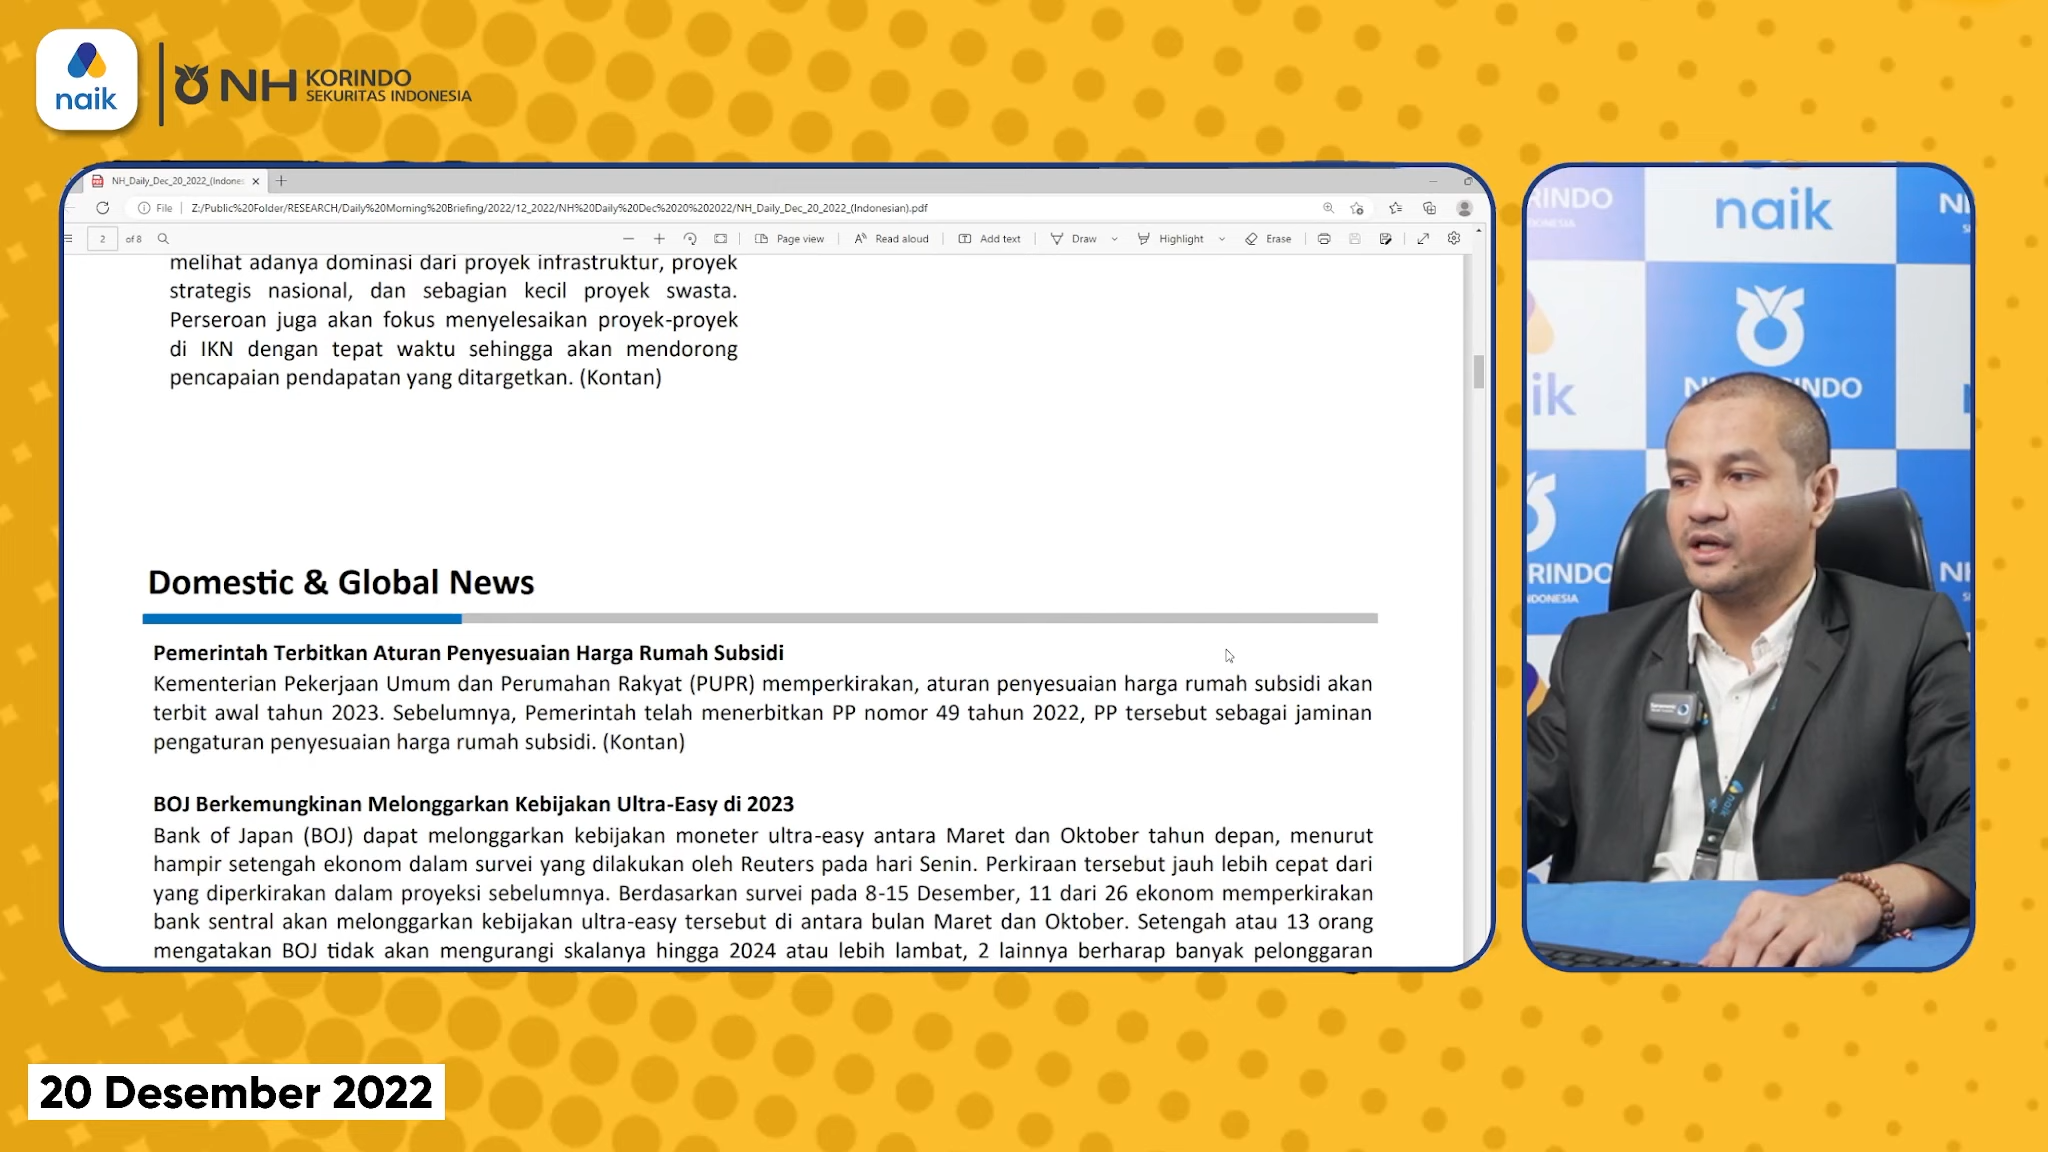 naik
NH KORINDO
SEKURITAS INDONESIA
NH_Daily_Dec_20_2022_(Indones
File
Z:/Public%20Folder/RESEARCH/Daily%20Morning%20Briefing/2022/12_2022/NH%20Daily%20Dec%2020%202022/NH_Daily_Dec_20_2022_(Indonesian).pdf
2 of 8
Page view
Read aloud
Add text
Draw
Highlight
Erase
melihat adanya dominasi dari proyek infrastruktur, proyek
strategis nasional, dan sebagian kecil proyek swasta.
Perseroan juga akan fokus menyelesaikan proyek-proyek
di IKN dengan tepat waktu sehingga akan mendorong
pencapaian pendapatan yang ditargetkan. (Kontan)
Domestic & Global News
Pemerintah Terbitkan Aturan Penyesuaian Harga Rumah Subsidi
Kementerian Pekerjaan Umum dan Perumahan Rakyat (PUPR) memperkirakan, aturan penyesuaian harga rumah subsidi akan
terbit awal tahun 2023. Sebelumnya, Pemerintah telah menerbitkan PP nomor 49 tahun 2022, PP tersebut sebagai jaminan
pengaturan penyesuaian harga rumah subsidi. (Kontan)
BOJ Berkemungkinan Melonggarkan Kebijakan Ultra-Easy di 2023
Bank of Japan (BOJ) dapat melonggarkan kebijakan moneter ultra-easy antara Maret dan Oktober tahun depan, menurut
hampir setengah ekonom dalam survei yang dilakukan oleh Reuters pada hari Senin. Perkiraan tersebut jauh lebih cepat dari
yang diperkirakan dalam proyeksi sebelumnya. Berdasarkan survei pada 8-15 Desember, 11 dari 26 ekonom memperkirakan
bank sentral akan melonggarkan kebijakan ultra-easy tersebut di antara bulan Maret dan Oktober. Setengah atau 13 orang
mengatakan BOJ tidak akan mengurangi skalanya hingga 2024 atau lebih lambat, 2 lainnya berharap banyak pelonggaran
RINDO
naik
NH
ik
RINDO
NDONESIA
NH
20 Desember 2022